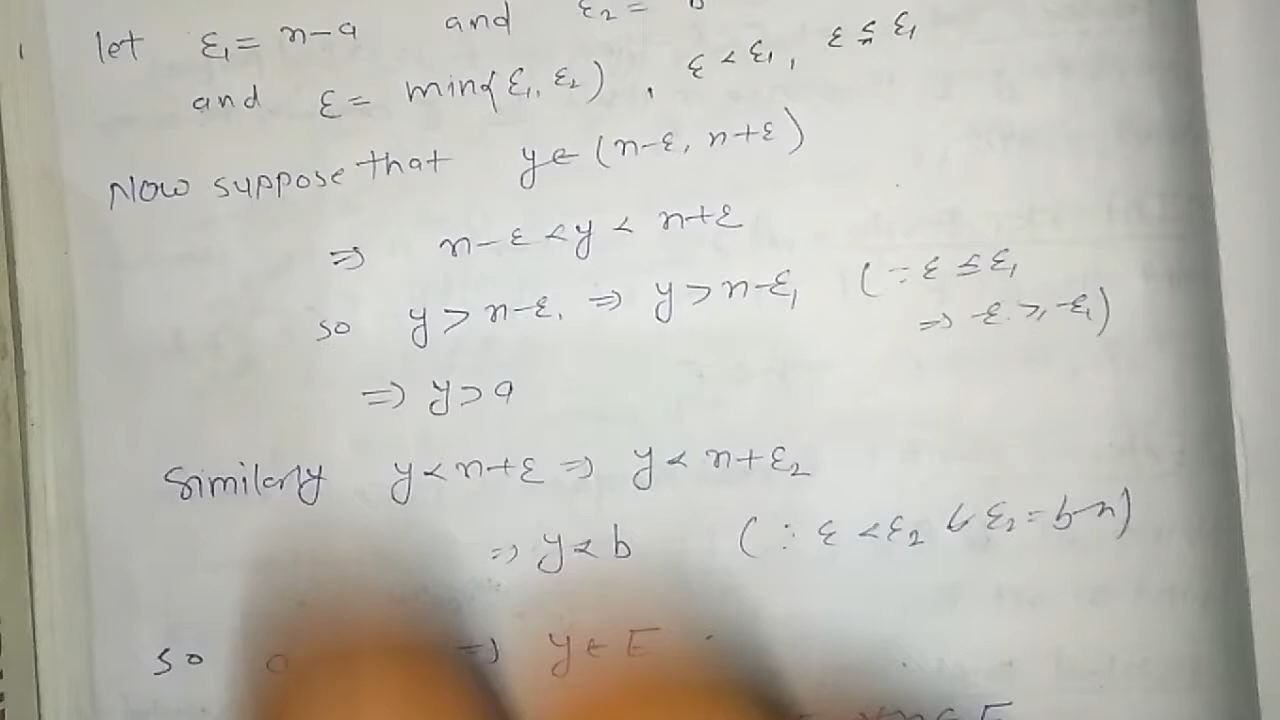 let ε₁ = n-a and ε₂ =
and ε = min{ε₁, ε₂) , ε < ε₁, ε ≤ ε₁
Now suppose that y∈ (n-ε, n+ε)
⇒ n-ε < y < n+ε
so y > n-ε, ⇒ y > n-ε₁ (∵ ε ≤ ε₁
⇒ -ε ≥, -ε₁)
⇒ y > a
Similarly y < n+ε ⇒ y < n+ε₂
⇒ y < b (∵ ε < ε₂ & ε₂ = b-n)
so ⇒ y ∈ E